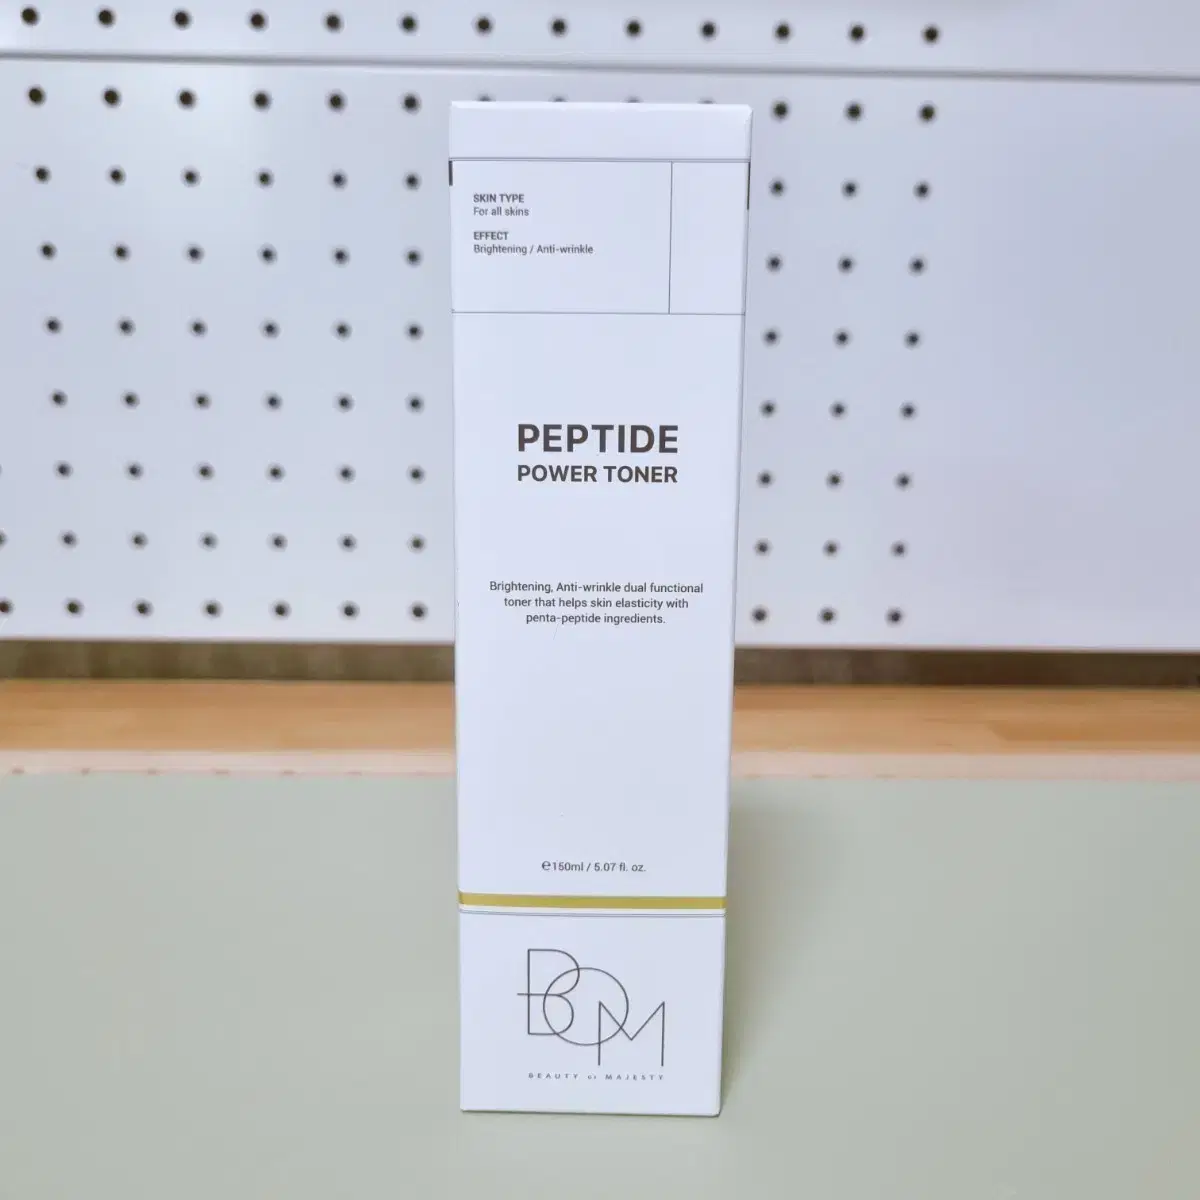 SKIN TYPE
For all skins
EFFECT
Brightening / Anti-wrinkle
PEPTIDE
POWER TONER
Brightening, Anti-wrinkle dual functional
toner that helps skin elasticity with
penta-peptide ingredients.
℮150ml / 5.07 fl. oz.
BOM
BEAUTY OF MAJESTY